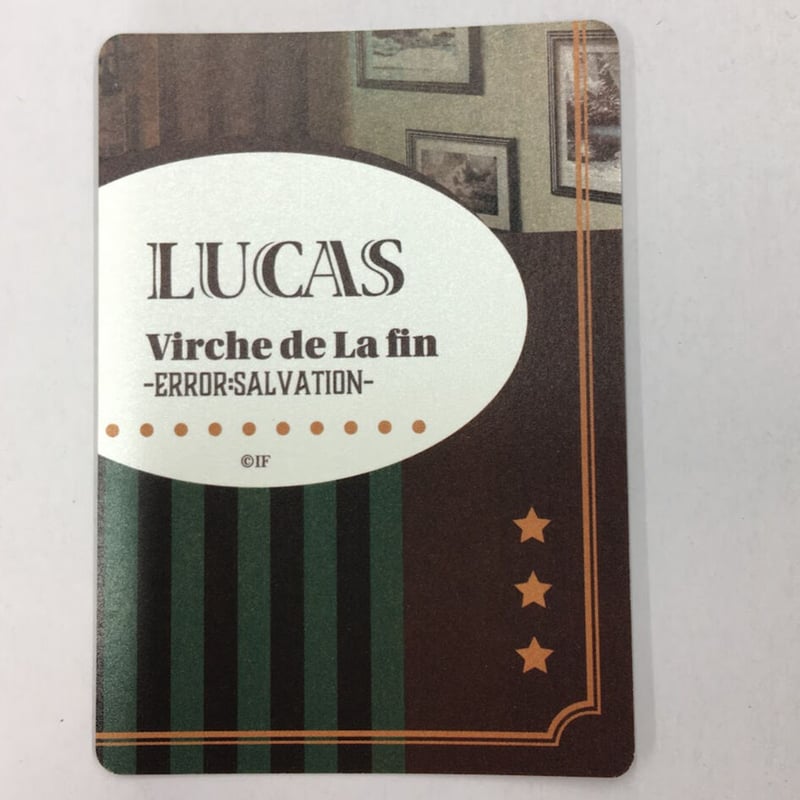 LUCAS
Virche de La fin
-ERROR:SALVATION-
©IF